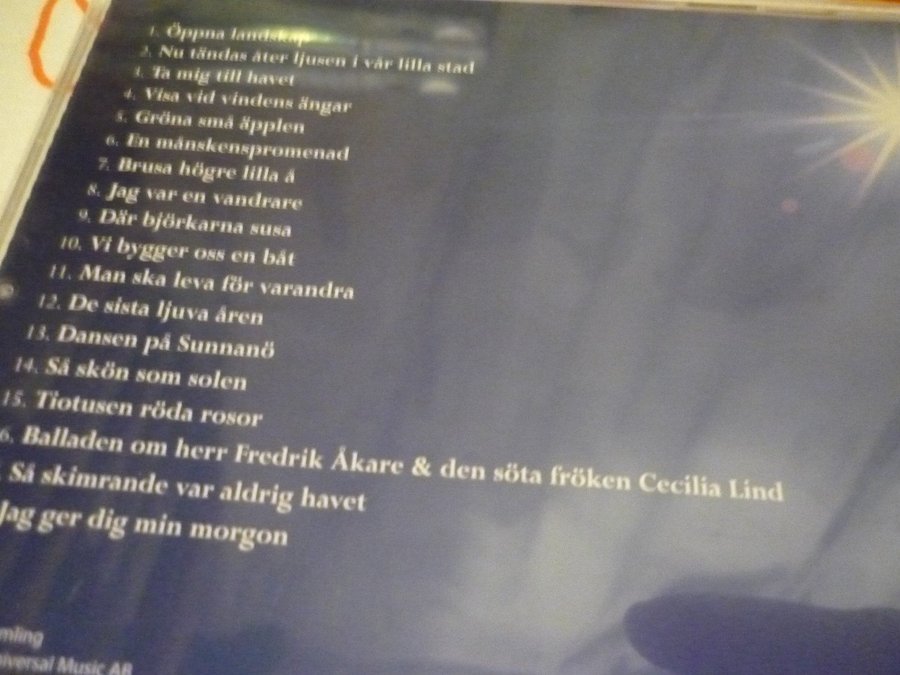 1. Öppna landskap
2. Nu tändas åter ljusen i vår lilla stad
3. Ta mig till havet
4. Visa vid vindens ängar
5. Gröna små äpplen
6. En månskenspromenad
7. Brusa högre lilla å
8. Jag var en vandrare
9. Där björkarna susa
10. Vi bygger oss en båt
11. Man ska leva för varandra
12. De sista ljuva åren
13. Dansen på Sunnanö
14. Så skön som solen
15. Tiotusen röda rosor
6. Balladen om herr Fredrik Åkare & den söta fröken Cecilia Lind
. Så skimrande var aldrig havet
Jag ger dig min morgon
mling
niversal Music AB